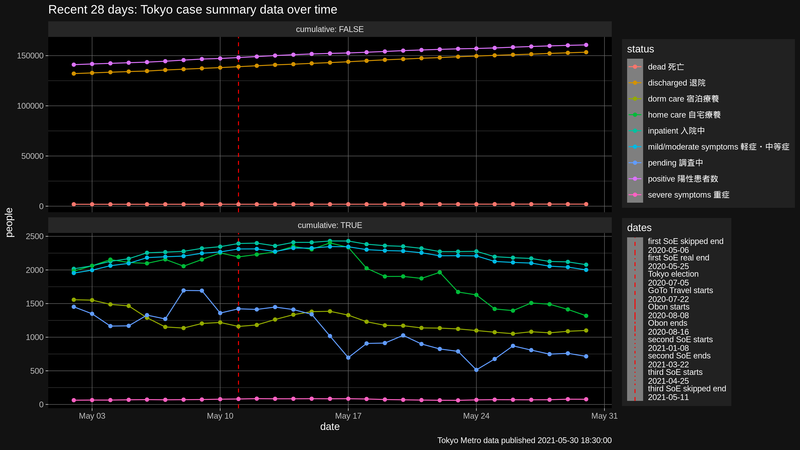 Recent 28 days: Tokyo case summary data over time
cumulative: FALSE
150000
100000
50000
0
cumulative: TRUE
2500
2000
1500
1000
500
0
people
May 03
May 10
May 17
May 24
May 31
date
Tokyo Metro data published 2021-05-30 18:30:00
status
dead 死亡
discharged 退院
dorm care 宿泊療養
home care 自宅療養
inpatient 入院中
mild/moderate symptoms 軽症・中等症
pending 調査中
positive 陽性患者数
severe symptoms 重症
dates
first SoE skipped end
2020-05-06
first SoE real end
2020-05-25
Tokyo election
2020-07-05
GoTo Travel starts
2020-07-22
Obon starts
2020-08-08
Obon ends
2020-08-16
second SoE starts
2021-01-08
second SoE ends
2021-03-22
third SoE starts
2021-04-25
third SoE skipped end
2021-05-11